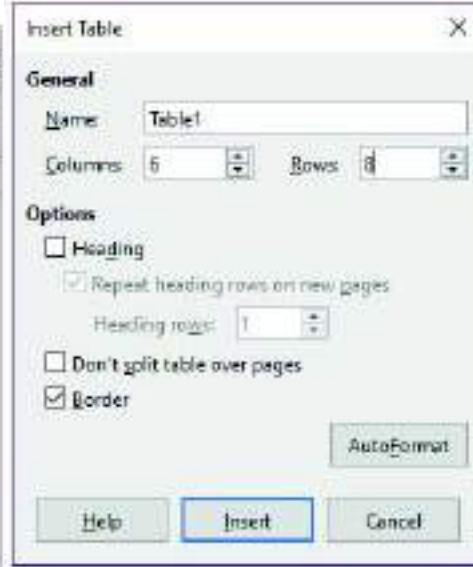 Insert Table
General
Name: Table1
Columns: 6 Rows: 8
Options
Heading
Repeat heading rows on new pages
Heading rows: 1
Don't split table over pages
Border
AutoFormat
Help Insert Cancel